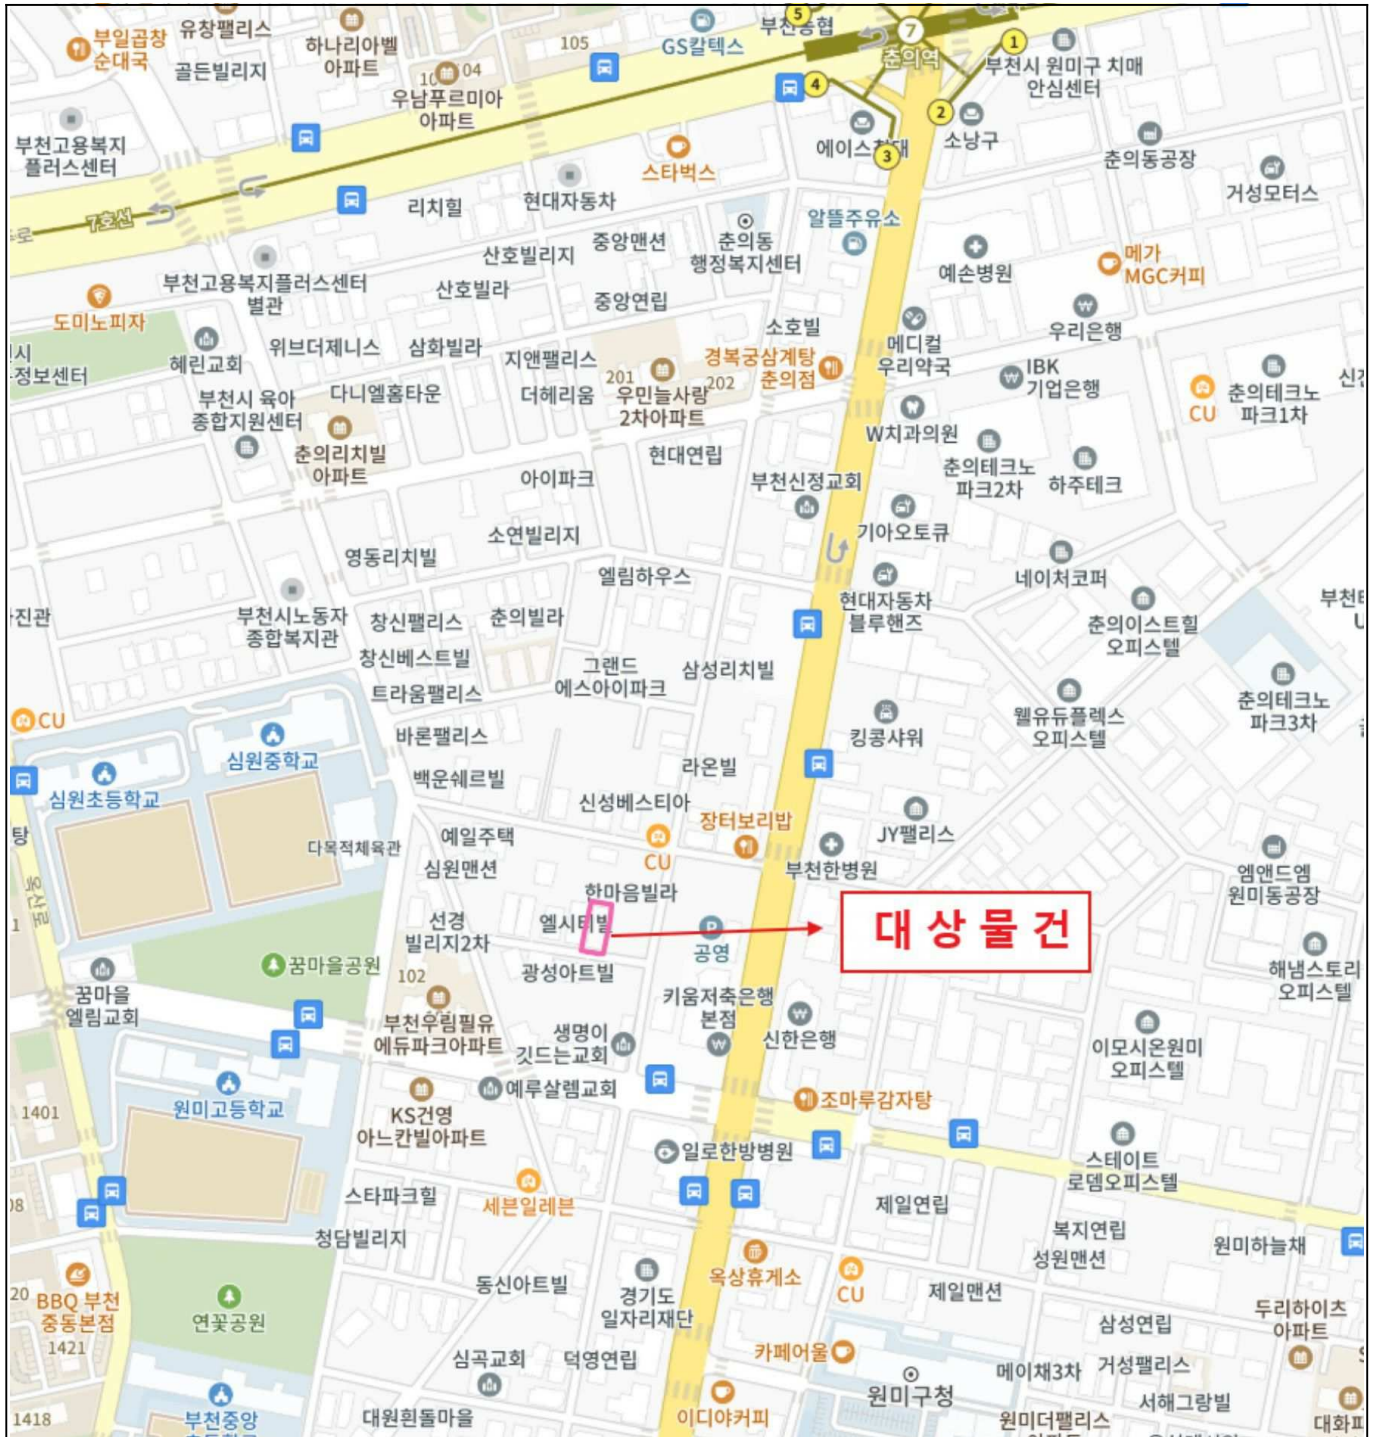 부일곱창
순대국
유창팰리스
골든빌리지
하나리아벨
아파트
105
104
우남푸르미아
아파트
GS칼텍스
부천농협
5
7
춘의역
1
부천시 원미구 치매
안심센터
4
2
3
에이스침대
소남구
춘의동공장
거성모터스
부천고용복지
플러스센터
7호선
스타벅스
리치힐
현대자동차
알뜰주유소
중앙맨션
춘의동
행정복지센터
산호빌리지
예손병원
메가
MGC커피
부천고용복지플러스센터
별관
산호빌라
중앙연립
도미노피자
소호빌
메디컬
우리약국
우리은행
혜린교회
위브더제니스
삼화빌라
지앤팰리스
경복궁삼계탕
춘의점
IBK
기업은행
정보센터
부천시 육아
종합지원센터
다니엘홈타운
더헤리움
201
202
우민늘사랑
2차아파트
CU
춘의테크노
파크1차
W치과의원
춘의리치빌
아파트
현대연립
춘의테크노
파크2차
하주테크
아이파크
부천신정교회
기아오토큐
소연빌리지
영동리치빌
엘림하우스
네이처코퍼
현대자동차
블루핸즈
부천시노동자
종합복지관
창신팰리스
춘의빌라
춘의이스트힐
오피스텔
창신베스트빌
그랜드
에스아이파크
삼성리치빌
트라움팰리스
춘의테크노
파크3차
CU
바론팰리스
킹콩샤워
웰유듀플렉스
오피스텔
심원중학교
심원초등학교
백운쉐르빌
라온빌
신성베스티아
장터보리밥
JY팰리스
다목적체육관
예일주택
CU
심원맨션
부천한병원
엠앤드엠
원미동공장
한마음빌라
옥산로
선경
빌리지2차
엘시티빌
공영
대상물건
꿈마을공원
광성아트빌
102
해냄스토리
오피스텔
꿈마을
엘림교회
부천우림필유
에듀파크아파트
키움저축은행
본점
생명이
깃드는교회
신한은행
이모시온원미
오피스텔
원미고등학교
예루살렘교회
조마루감자탕
1401
KS건영
아느칸빌아파트
일로한방병원
스테이트
로뎀오피스텔
스타파크힐
세븐일레븐
제일연립
복지연립
청담빌리지
성원맨션
원미하늘채
옥상휴게소
CU
동신아트빌
경기도
일자리재단
제일맨션
BBQ 부천
중동본점
연꽃공원
두리하이츠
아파트
삼성연립
1421
심곡교회
덕영연립
카페어울
메이채3차
거성팰리스
원미구청
서해그랑빌
1418
부천중앙
대원흰돌마을
이디야커피
원미더팰리스